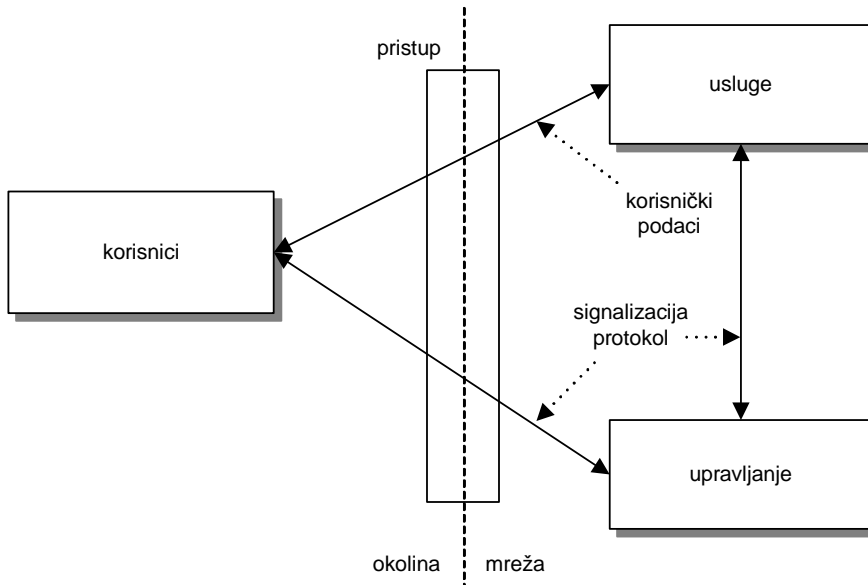 pristup
usluge
korisnički
podaci
korisnici
signalizacija
protokol
upravljanje
okolina
mreža